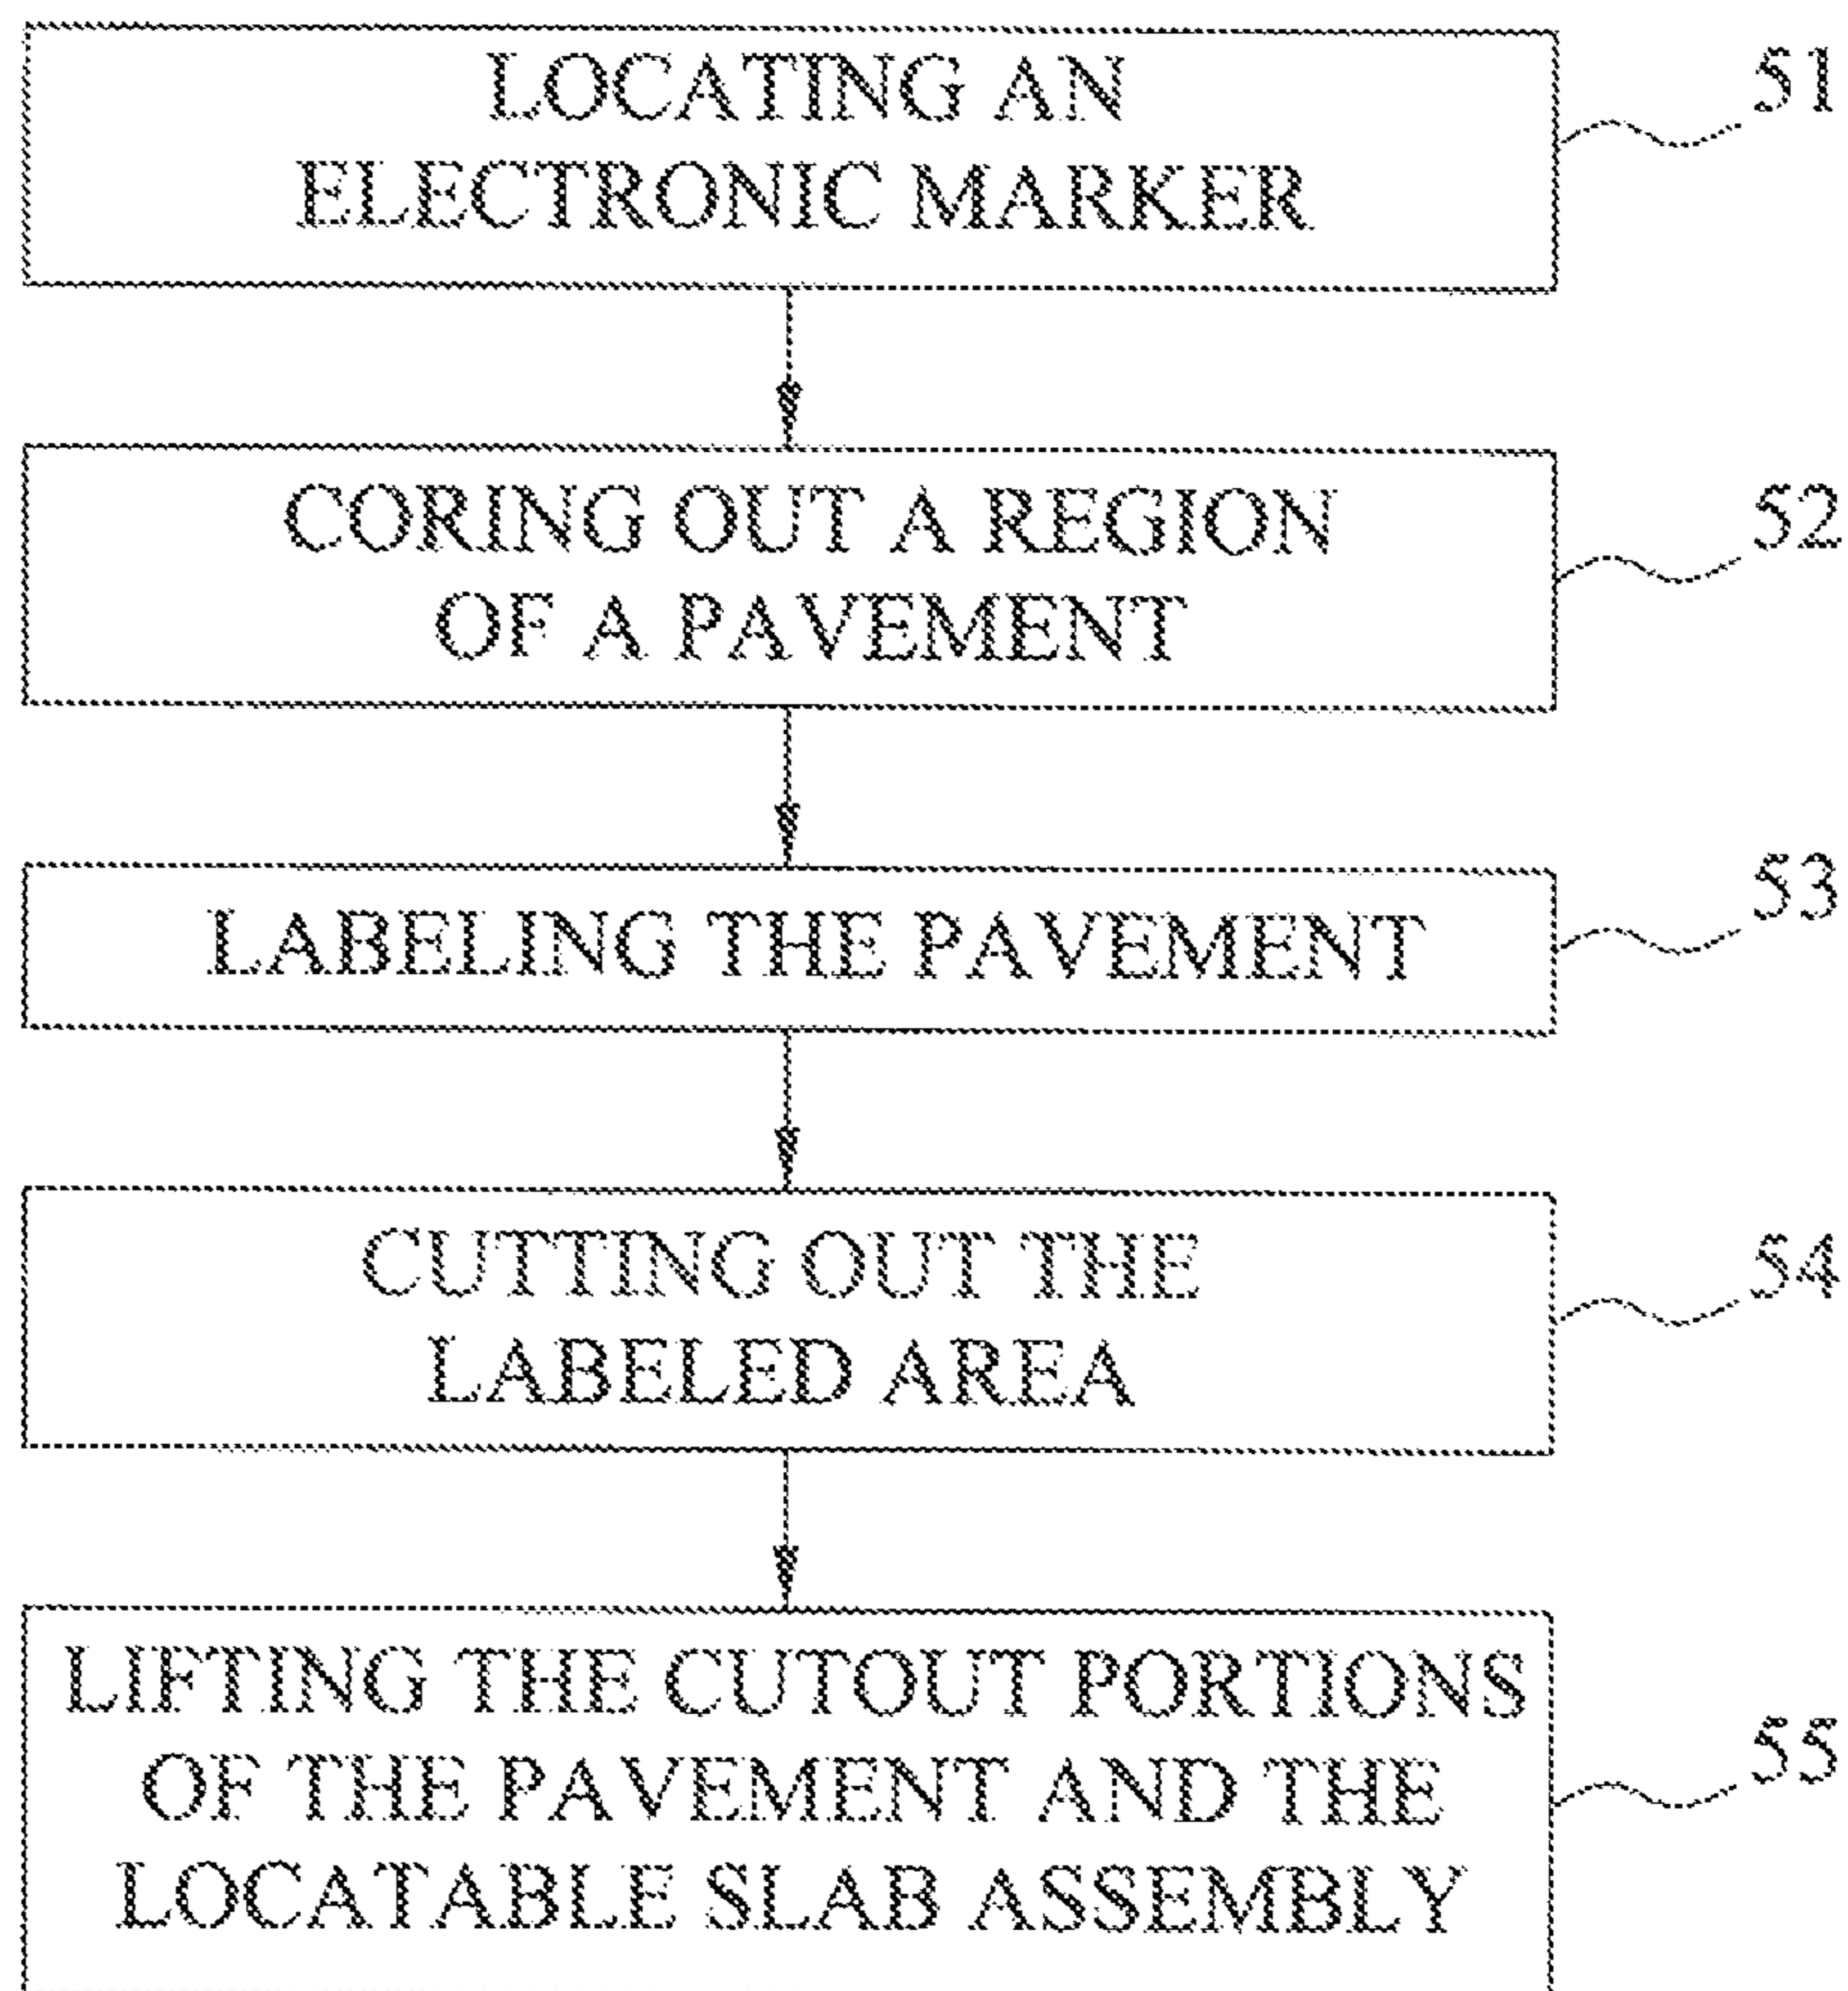 LOCATING AN
ELECTRONIC MARKER
51
CORING OUT A REGION
OF A PAVEMENT
52
LABELING THE PAVEMENT
53
CUTTING OUT THE
LABELED AREA
54
LIFTING THE CUTOUT PORTIONS
OF THE PAVEMENT AND THE
LOCATABLE SLAB ASSEMBLY
55